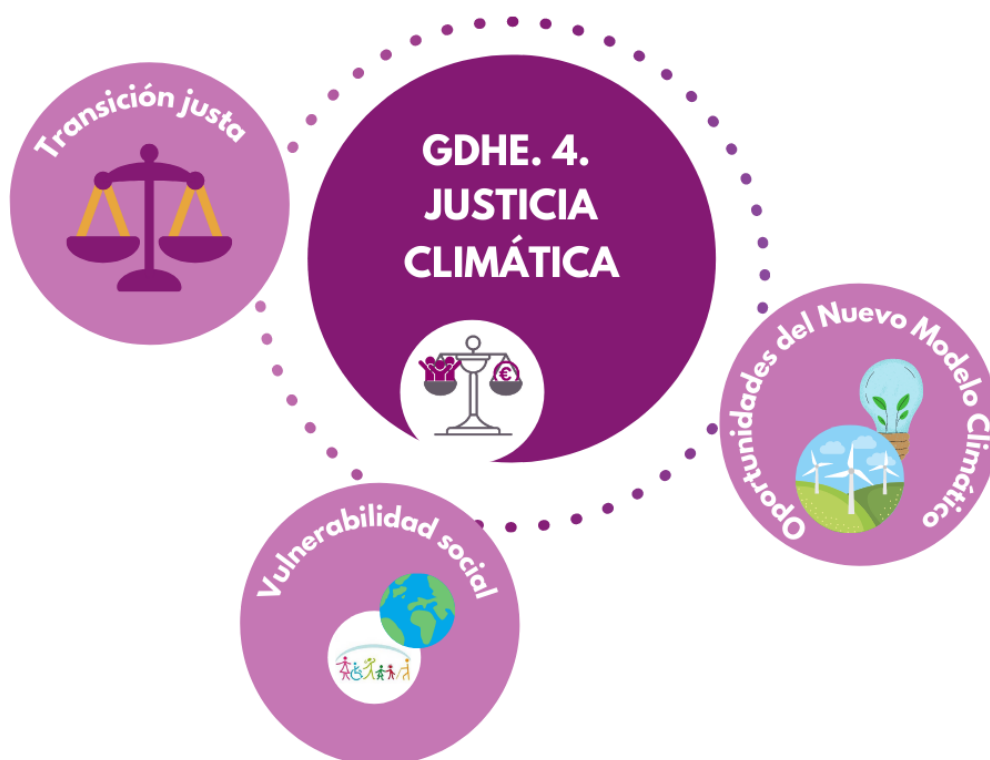 Transición justa
GDHE. 4.
JUSTICIA
CLIMÁTICA
€
Oportunidades del Nuevo Modelo Climático
Vulnerabilidad social